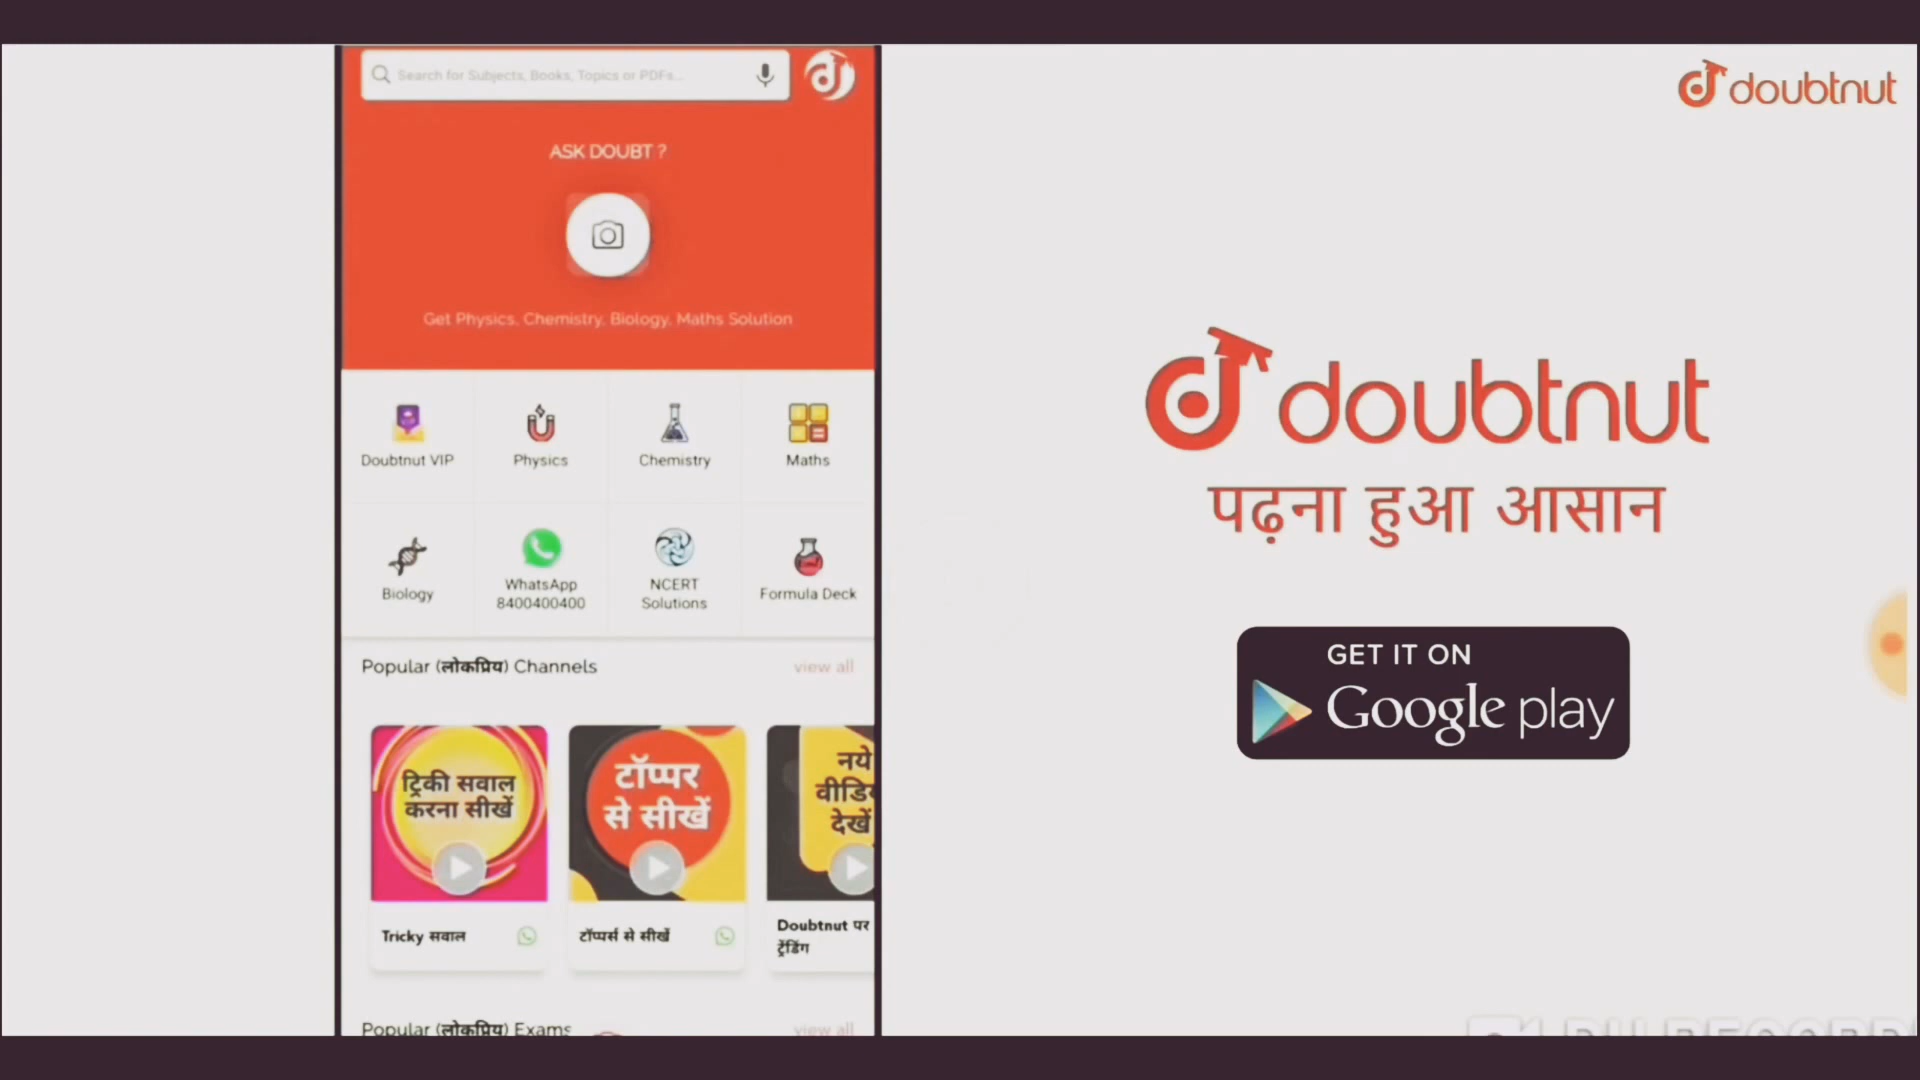 Search for Subjects, Books, Topics or PDFs...
ASK DOUBT ?
Get Physics, Chemistry, Biology, Maths Solution
Doubtnut VIP
Physics
Chemistry
Maths
Biology
WhatsApp
8400400400
NCERT
Solutions
Formula Deck
Popular (लोकप्रिय) Channels
view all
ट्रिकी सवाल
करना सीखें
टॉप्पर
से सीखें
नये
देखें
Tricky सवाल
टॉप्पर्स से सीखें
Doubtnut पर
ट्रेंडिंग
Popular (लोकप्रिय) Exams
view all
doubtnut
doubtnut
पढ़ना हुआ आसान
GET IT ON
Google play